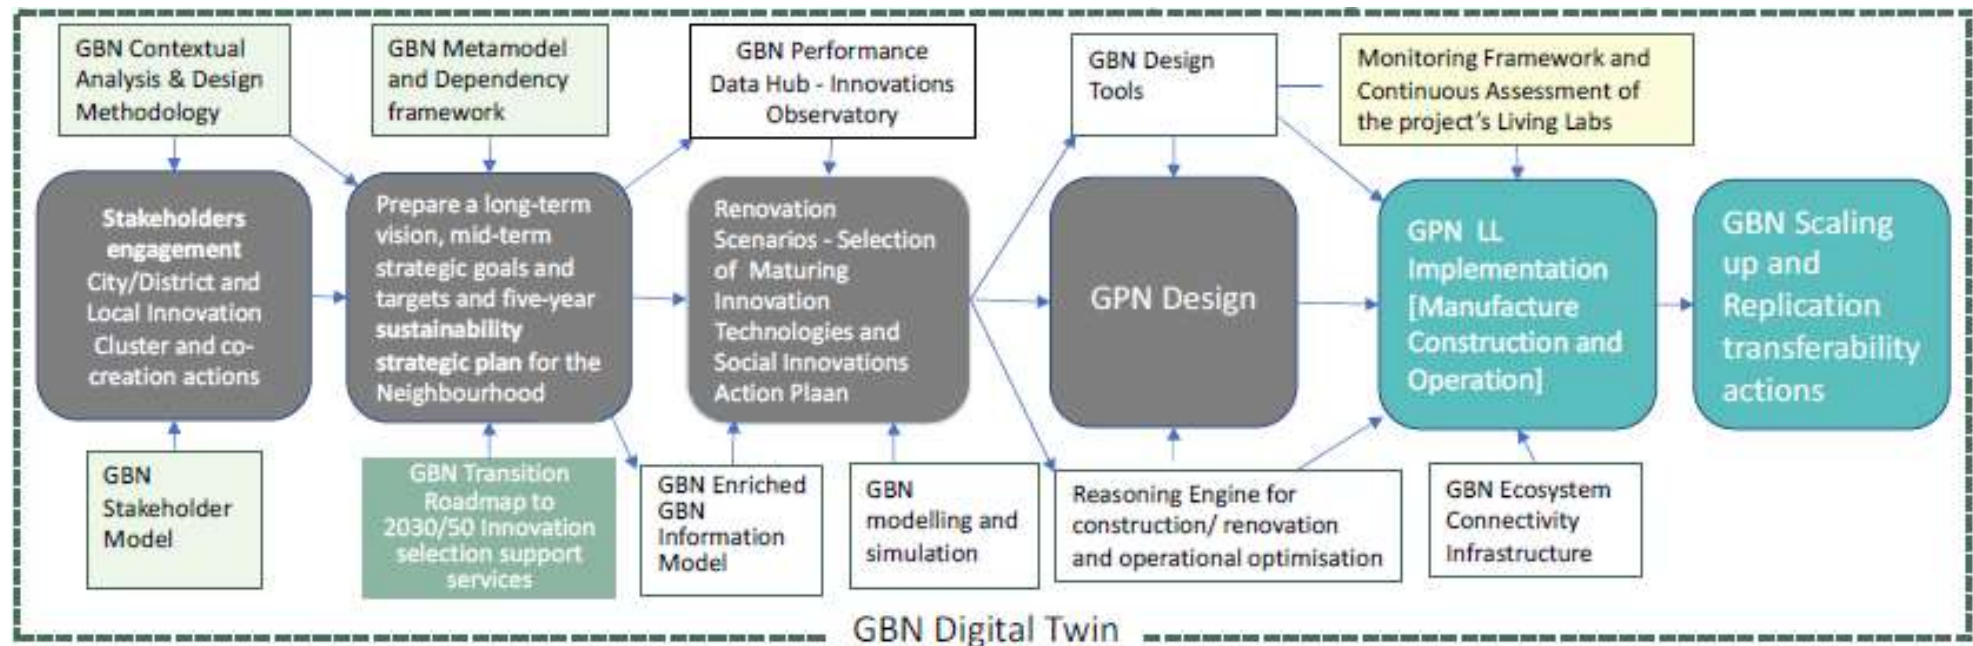 GBN Contextual
Analysis & Design
Methodology
GBN Metamodel
and Dependency
framework
GBN Performance
Data Hub - Innovations
Observatory
GBN Design
Tools
Monitoring Framework and
Continuous Assessment of
the project's Living Labs
Stakeholders
engagement
City/District and
Local Innovation
Cluster and co-
creation actions
Prepare a long-term
vision, mid-term
strategic goals and
targets and five-year
sustainability
strategic plan for the
Neighbourhood
Renovation
Scenarios - Selection
of Maturing
Innovation
Technologies and
Social Innovations
Action Plaan
GPN Design
GPN LL
Implementation
[Manufacture
Construction and
Operation]
GBN Scaling
up and
Replication
transferability
actions
GBN
Stakeholder
Model
GBN Transition
Roadmap to
2030/50 Innovation
selection support
services
GBN Enriched
GBN
Information
Model
GBN
modelling and
simulation
Reasoning Engine for
construction/ renovation
and operational optimisation
GBN Ecosystem
Connectivity
Infrastructure
GBN Digital Twin